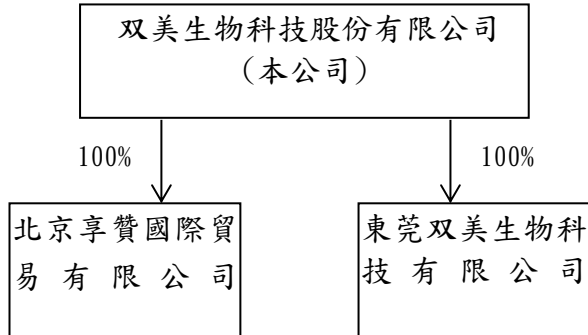 双美生物科技股份有限公司
（本公司）
100%
100%
北京享贊國際貿
易有限公司
東莞双美生物科
技有限公司